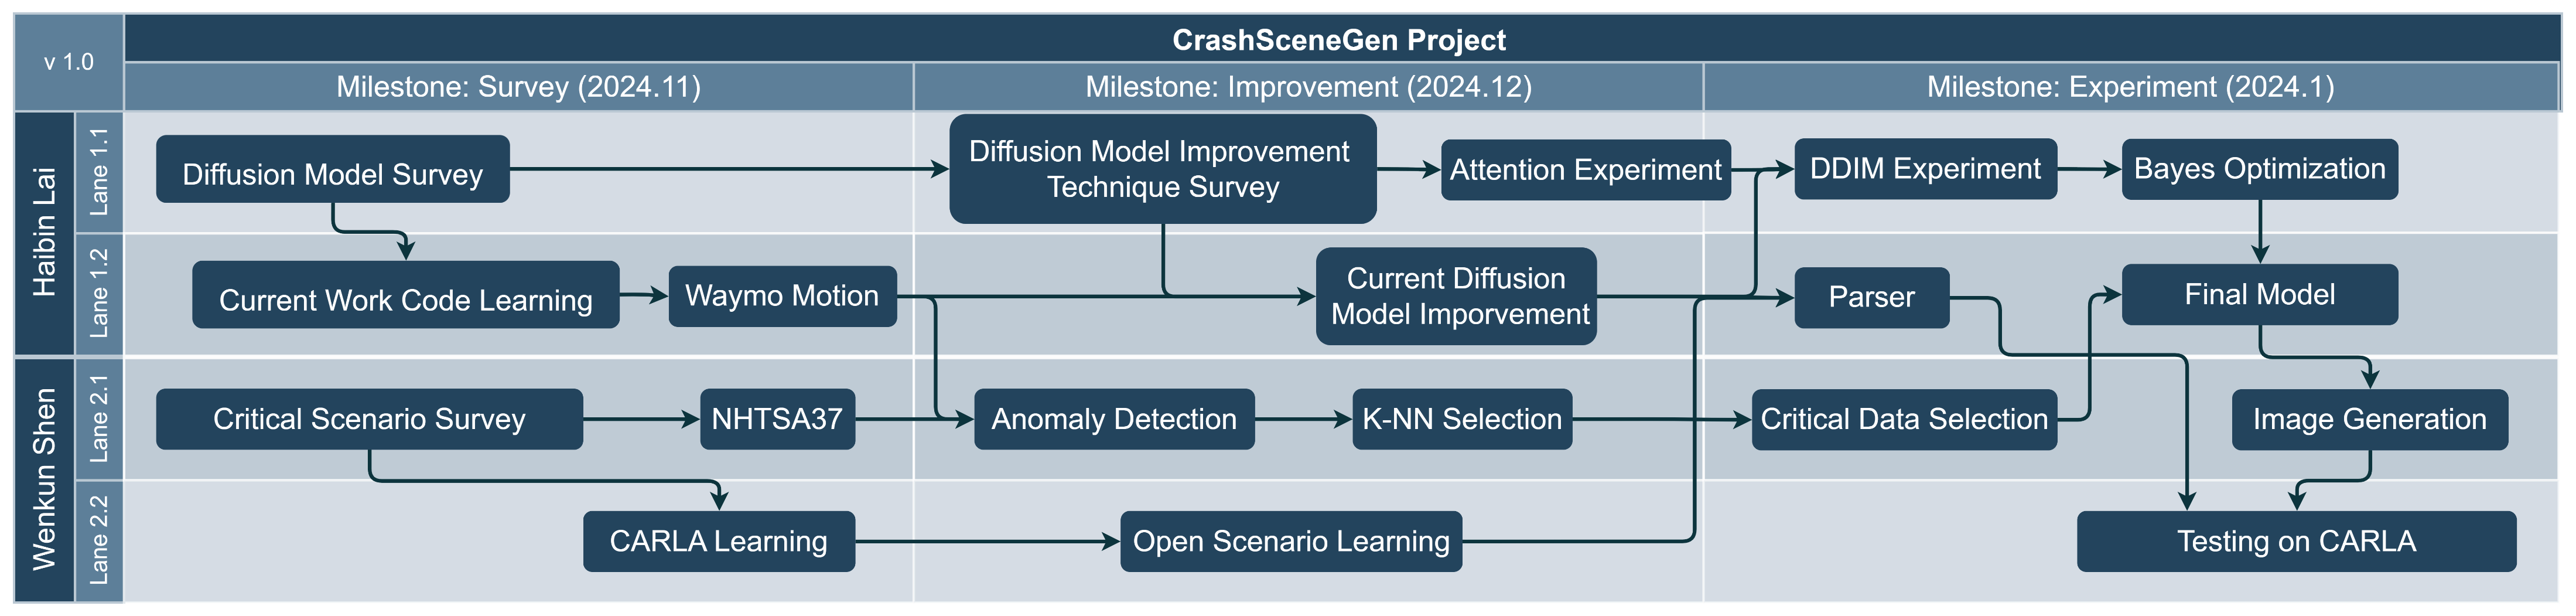 v 1.0
CrashSceneGen Project
Milestone: Survey (2024.11)
Milestone: Improvement (2024.12)
Milestone: Experiment (2024.1)
Haibin Lai
Lane 1.1
Diffusion Model Survey
Diffusion Model Improvement
Technique Survey
Attention Experiment
DDIM Experiment
Bayes Optimization
Lane 1.2
Current Work Code Learning
Waymo Motion
Current Diffusion
Model Imporvement
Parser
Final Model
Wenkun Shen
Lane 2.1
Critical Scenario Survey
NHTSA37
Anomaly Detection
K-NN Selection
Critical Data Selection
Image Generation
Lane 2.2
CARLA Learning
Open Scenario Learning
Testing on CARLA